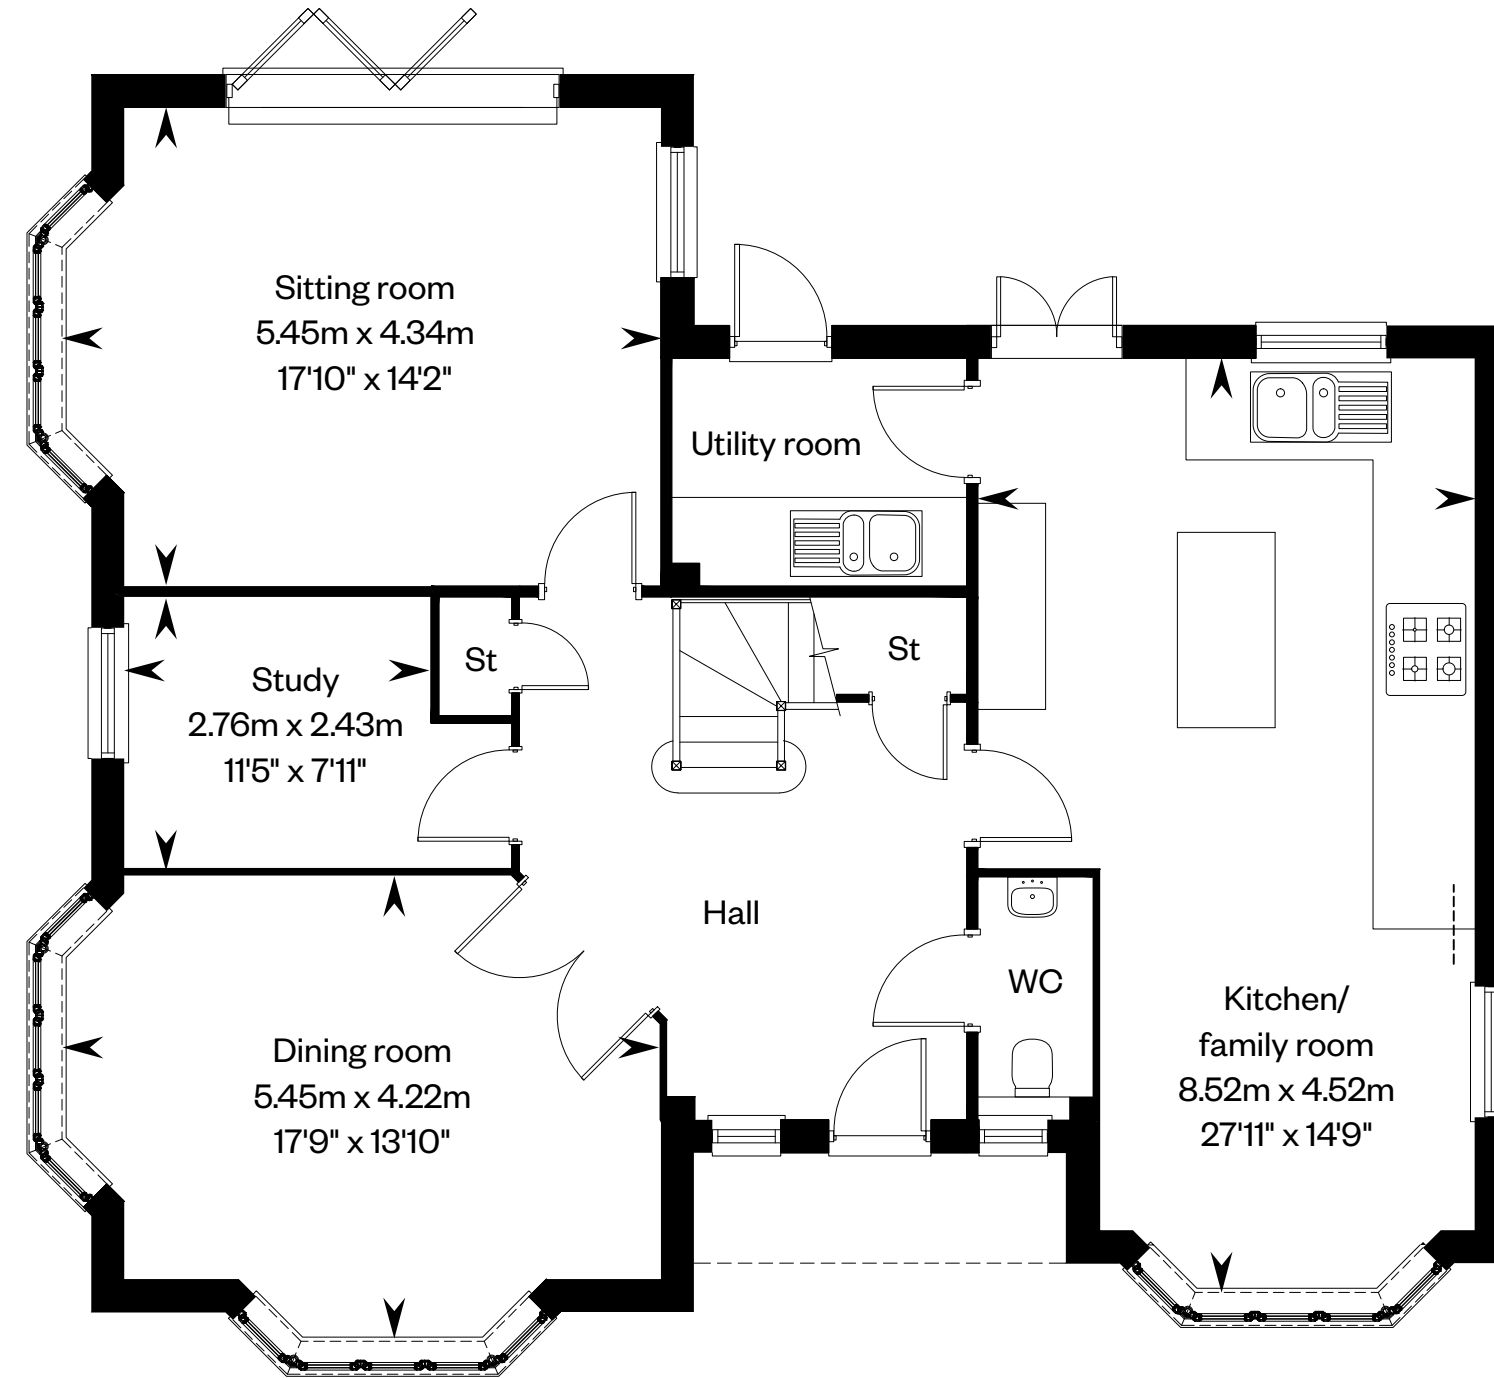 Sitting room
5.45m x 4.34m
17'10" x 14'2"
Utility room
St
St
Study
2.76m x 2.43m
11'5" x 7'11"
Hall
WC
Kitchen/
family room
8.52m x 4.52m
27'11" x 14'9"
Dining room
5.45m x 4.22m
17'9" x 13'10"